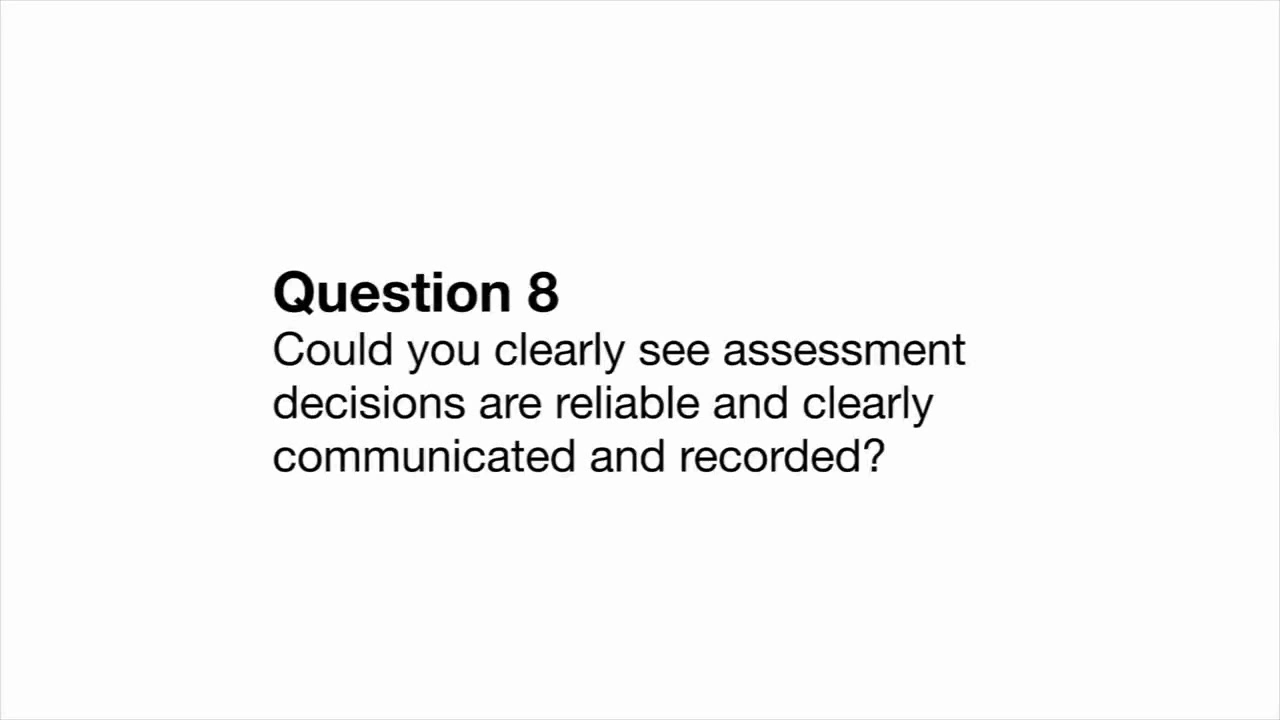 Question 8
Could you clearly see assessment
decisions are reliable and clearly
communicated and recorded?